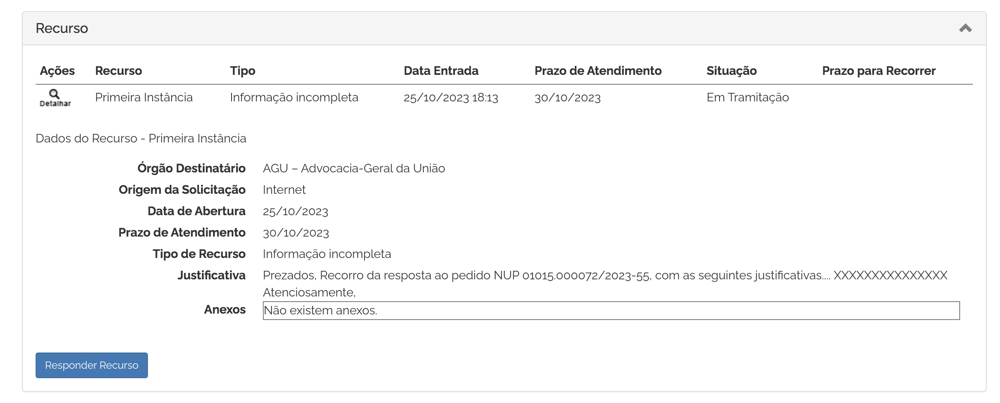 Recurso
Ações Recurso Tipo Data Entrada Prazo de Atendimento Situação Prazo para Recorrer
Detalhar Primeira Instância Informação incompleta 25/10/2023 18:13 30/10/2023 Em Tramitação
Dados do Recurso - Primeira Instância
Órgão Destinatário AGU – Advocacia-Geral da União
Origem da Solicitação Internet
Data de Abertura 25/10/2023
Prazo de Atendimento 30/10/2023
Tipo de Recurso Informação incompleta
Justificativa Prezados, Recorro da resposta ao pedido NUP 01015.000072/2023-55, com as seguintes justificativas.... XXXXXXXXXXXXXXX
Atenciosamente,
Anexos Não existem anexos.
Responder Recurso